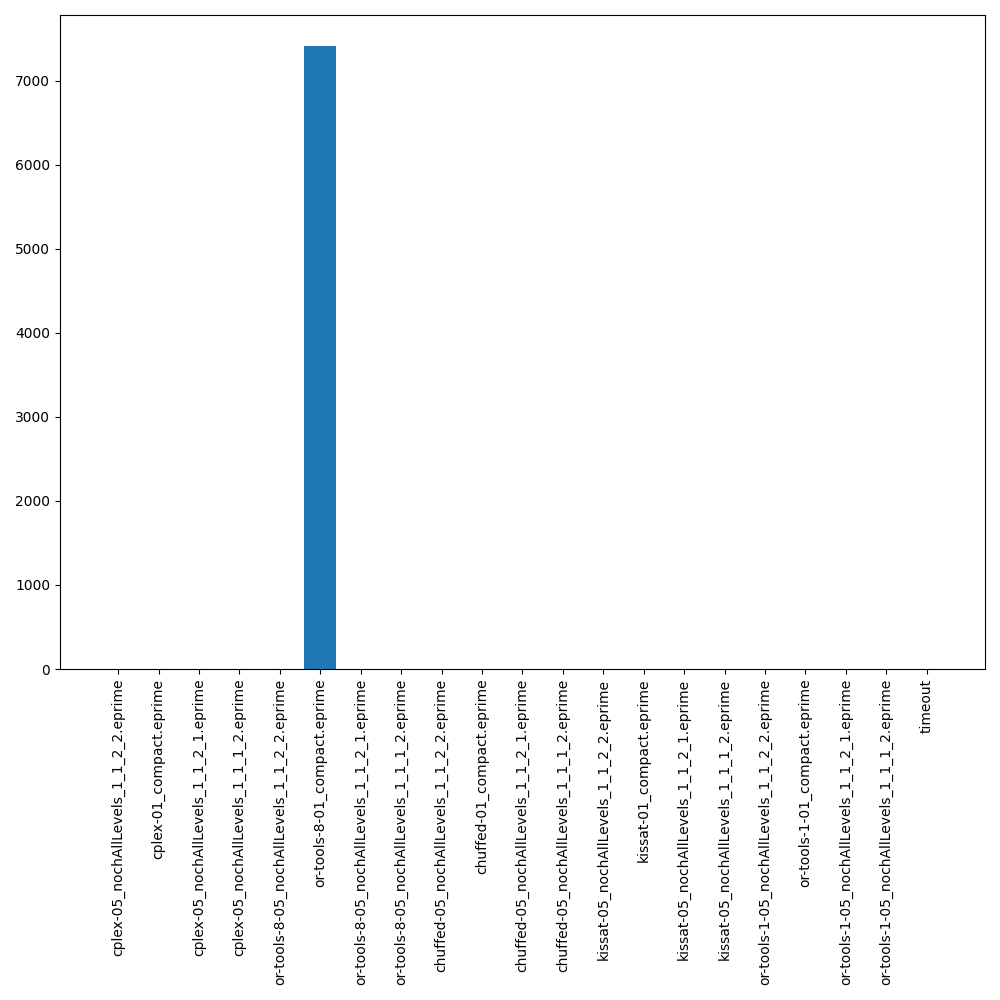 7000
6000
5000
4000
3000
2000
1000
0
cplex-05_nochAllLevels_1_1_2_2.eprime
cplex-01_compact.eprime
cplex-05_nochAllLevels_1_1_2_1.eprime
cplex-05_nochAllLevels_1_1_1_2.eprime
or-tools-8-05_nochAllLevels_1_1_2_2.eprime
or-tools-8-01_compact.eprime
or-tools-8-05_nochAllLevels_1_1_2_1.eprime
or-tools-8-05_nochAllLevels_1_1_1_2.eprime
chuffed-05_nochAllLevels_1_1_2_2.eprime
chuffed-01_compact.eprime
chuffed-05_nochAllLevels_1_1_2_1.eprime
chuffed-05_nochAllLevels_1_1_1_2.eprime
kissat-05_nochAllLevels_1_1_2_2.eprime
kissat-01_compact.eprime
kissat-05_nochAllLevels_1_1_2_1.eprime
kissat-05_nochAllLevels_1_1_1_2.eprime
or-tools-1-05_nochAllLevels_1_1_2_2.eprime
or-tools-1-01_compact.eprime
or-tools-1-05_nochAllLevels_1_1_2_1.eprime
or-tools-1-05_nochAllLevels_1_1_1_2.eprime
timeout